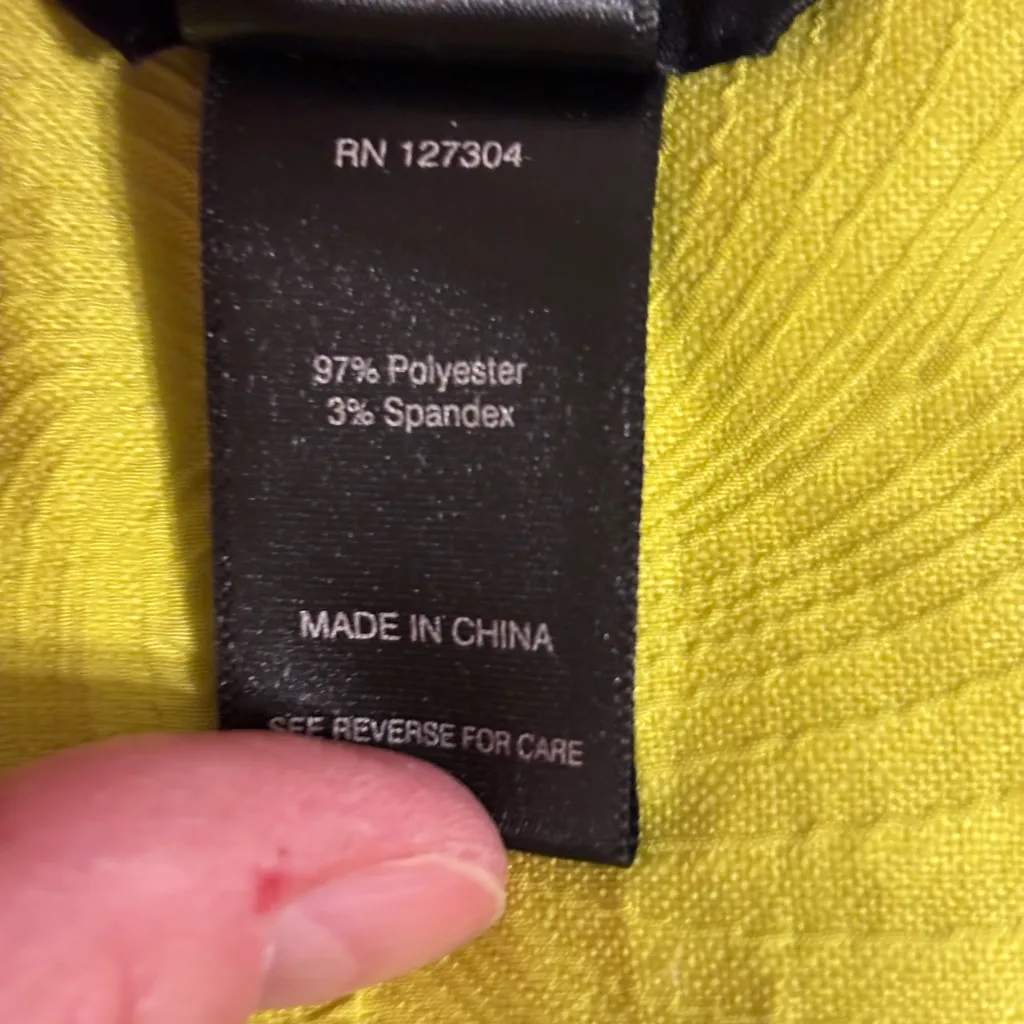 RN 127304
97% Polyester
3% Spandex
MADE IN CHINA
SEE REVERSE FOR CARE